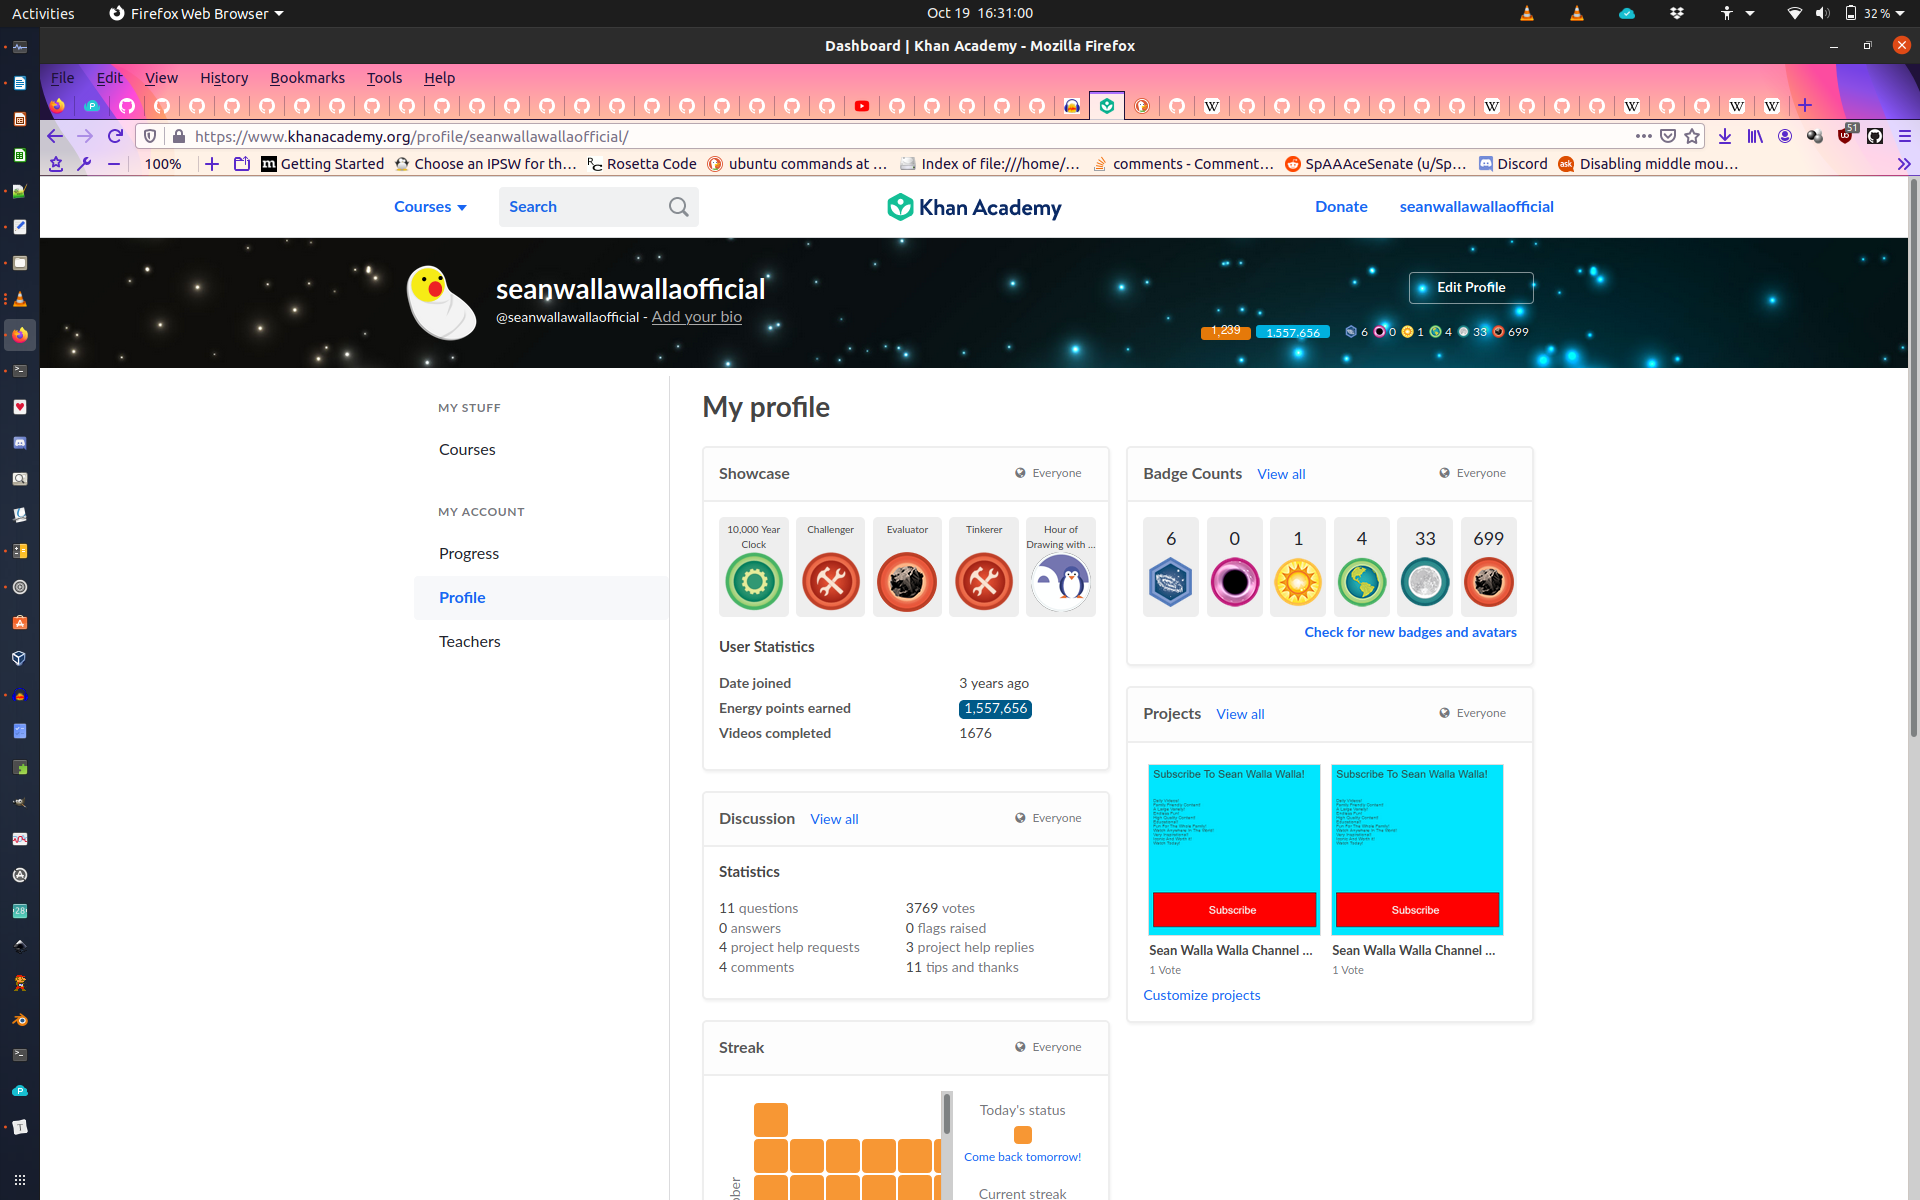 Activities
Firefox Web Browser
Oct 19 16:31:00
32 %
Dashboard | Khan Academy - Mozilla Firefox
File Edit View History Bookmarks Tools Help
https://www.khanacademy.org/profile/seanwallawallaofficial/
51
100%
Getting Started
Choose an IPSW for th…
Rosetta Code
ubuntu commands at …
Index of file:///home/…
comments - Comment…
SpAAAceSenate (u/Sp…
Discord
Disabling middle mou…
Courses
Search
Khan Academy
Donate
seanwallawallaofficial
seanwallawallaofficial
@seanwallawallaofficial - Add your bio
Edit Profile
1,239
1,557,656
6 0 1 4 33 699
MY STUFF
Courses
MY ACCOUNT
Progress
Profile
Teachers
My profile
Showcase
Everyone
10,000 Year Clock
Challenger
Evaluator
Tinkerer
Hour of Drawing with ...
User Statistics
Date joined 3 years ago
Energy points earned 1,557,656
Videos completed 1676
Badge Counts View all
Everyone
6 0 1 4 33 699
Check for new badges and avatars
Projects View all
Everyone
Subscribe To Sean Walla Walla!
Subscribe
Sean Walla Walla Channel ...
1 Vote
Subscribe To Sean Walla Walla!
Subscribe
Sean Walla Walla Channel ...
1 Vote
Customize projects
Discussion View all
Everyone
Statistics
11 questions 3769 votes
0 answers 0 flags raised
4 project help requests 3 project help replies
4 comments 11 tips and thanks
Streak
Everyone
Today's status
Come back tomorrow!
Current streak